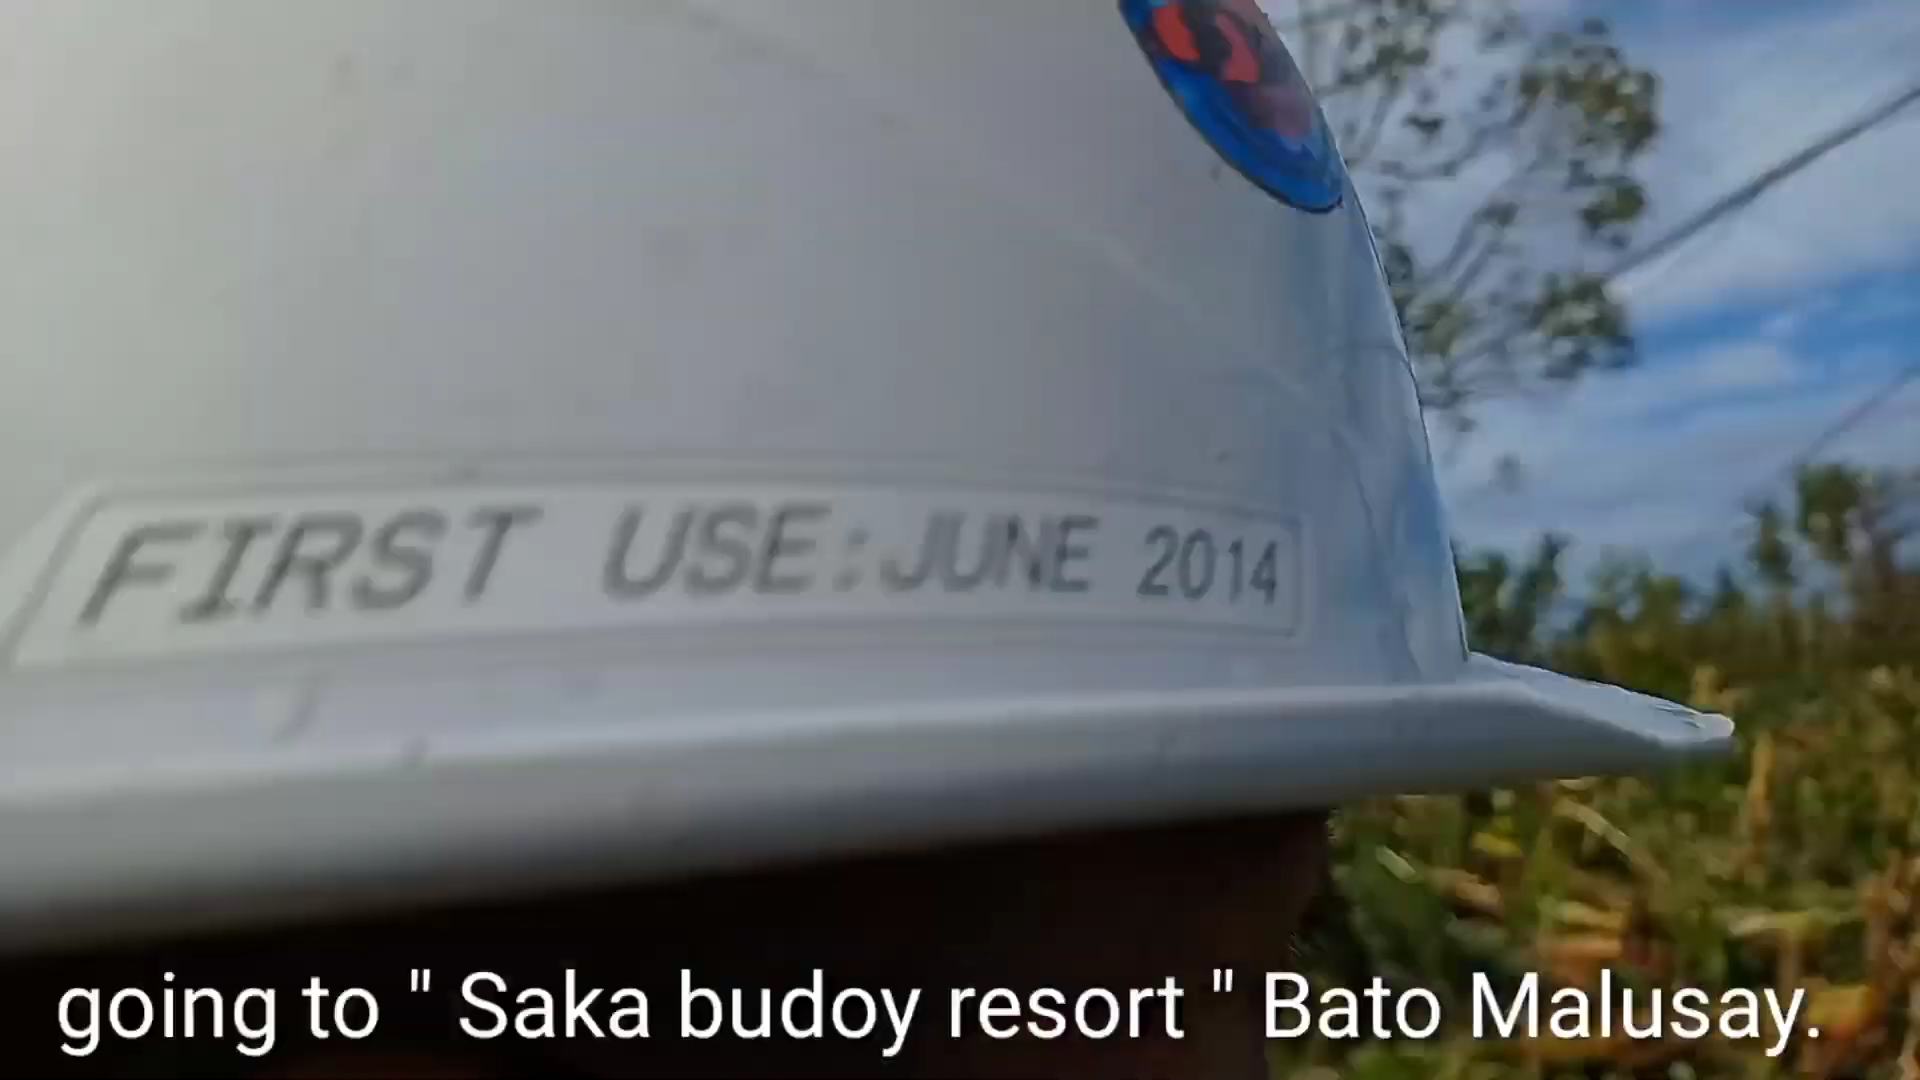 FIRST USE:JUNE 2014
going to " Saka budoy resort " Bato Malusay.